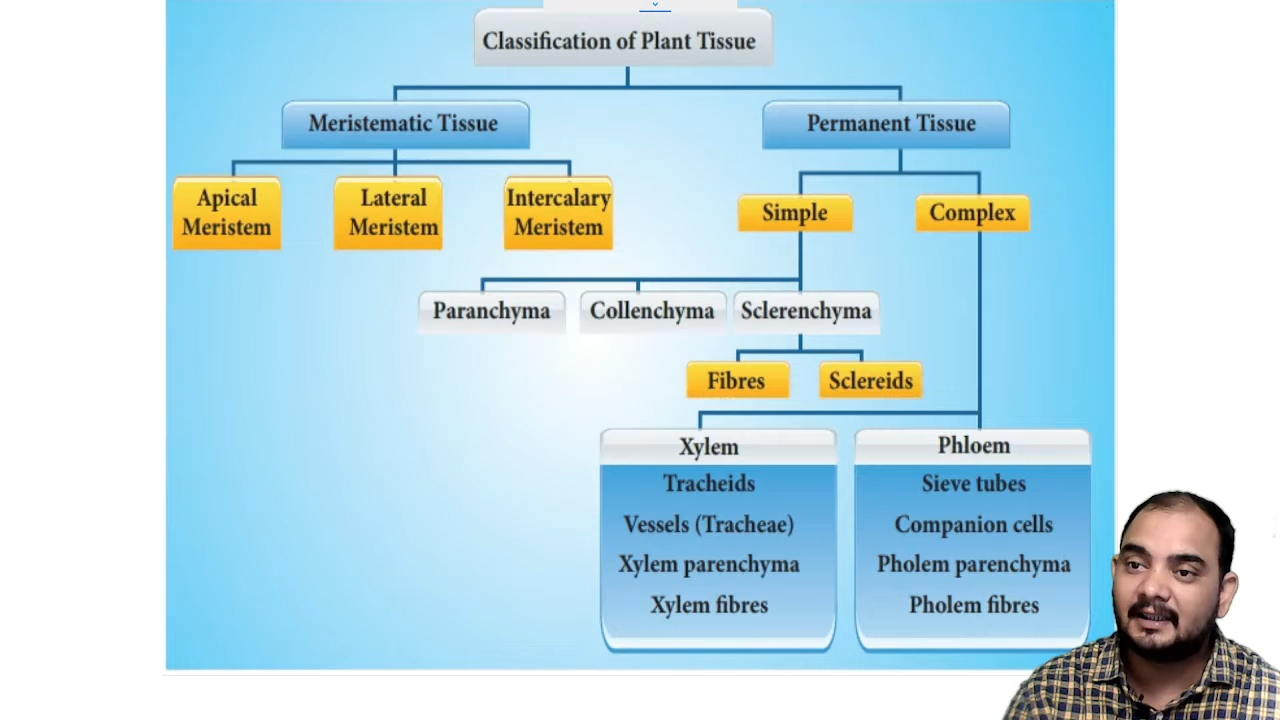 Classification of Plant Tissue
Meristematic Tissue
Permanent Tissue
Apical
Meristem
Lateral
Meristem
Intercalary
Meristem
Simple
Complex
Paranchyma
Collenchyma
Sclerenchyma
Fibres
Sclereids
Xylem
Tracheids
Vessels (Tracheae)
Xylem parenchyma
Xylem fibres
Phloem
Sieve tubes
Companion cells
Pholem parenchyma
Pholem fibres